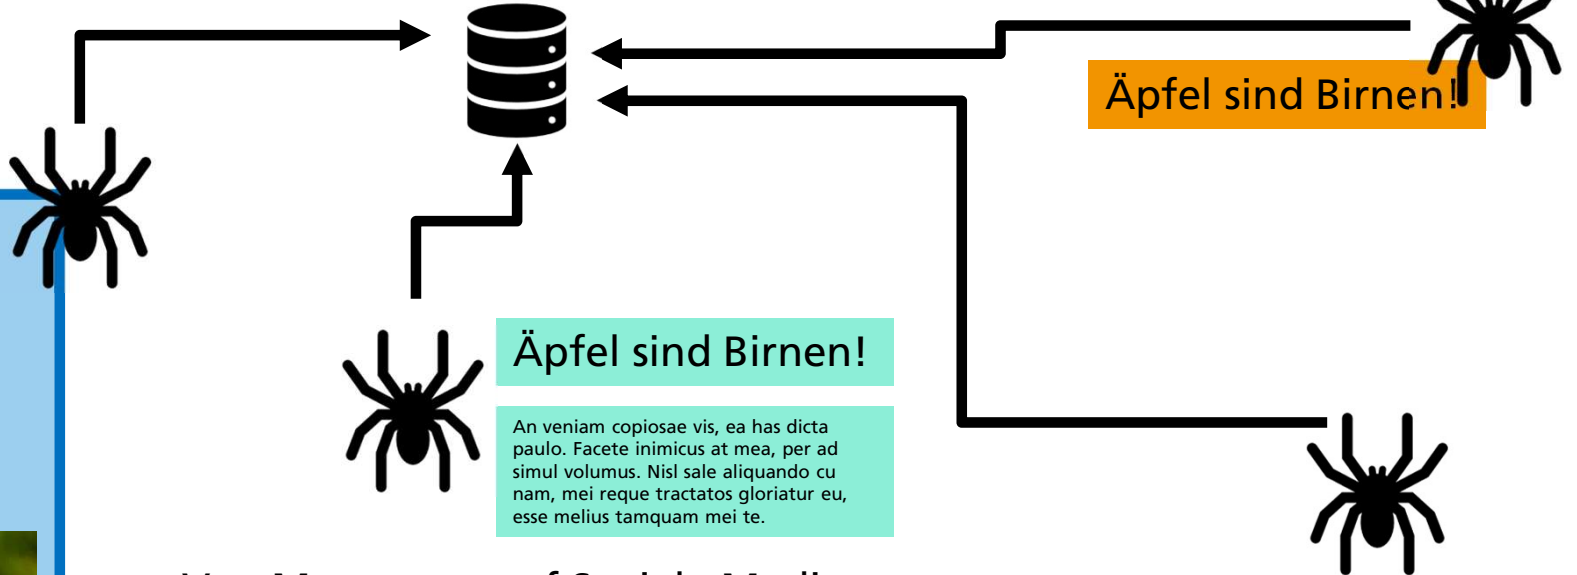 Äpfel sind Birnen!
Äpfel sind Birnen!
An veniam copiosae vis, ea has dicta
paulo. Facete inimicus at mea, per ad
simul volumus. Nisl sale aliquando cu
nam, mei reque tractatos gloriatur eu,
esse melius tamquam mei te.